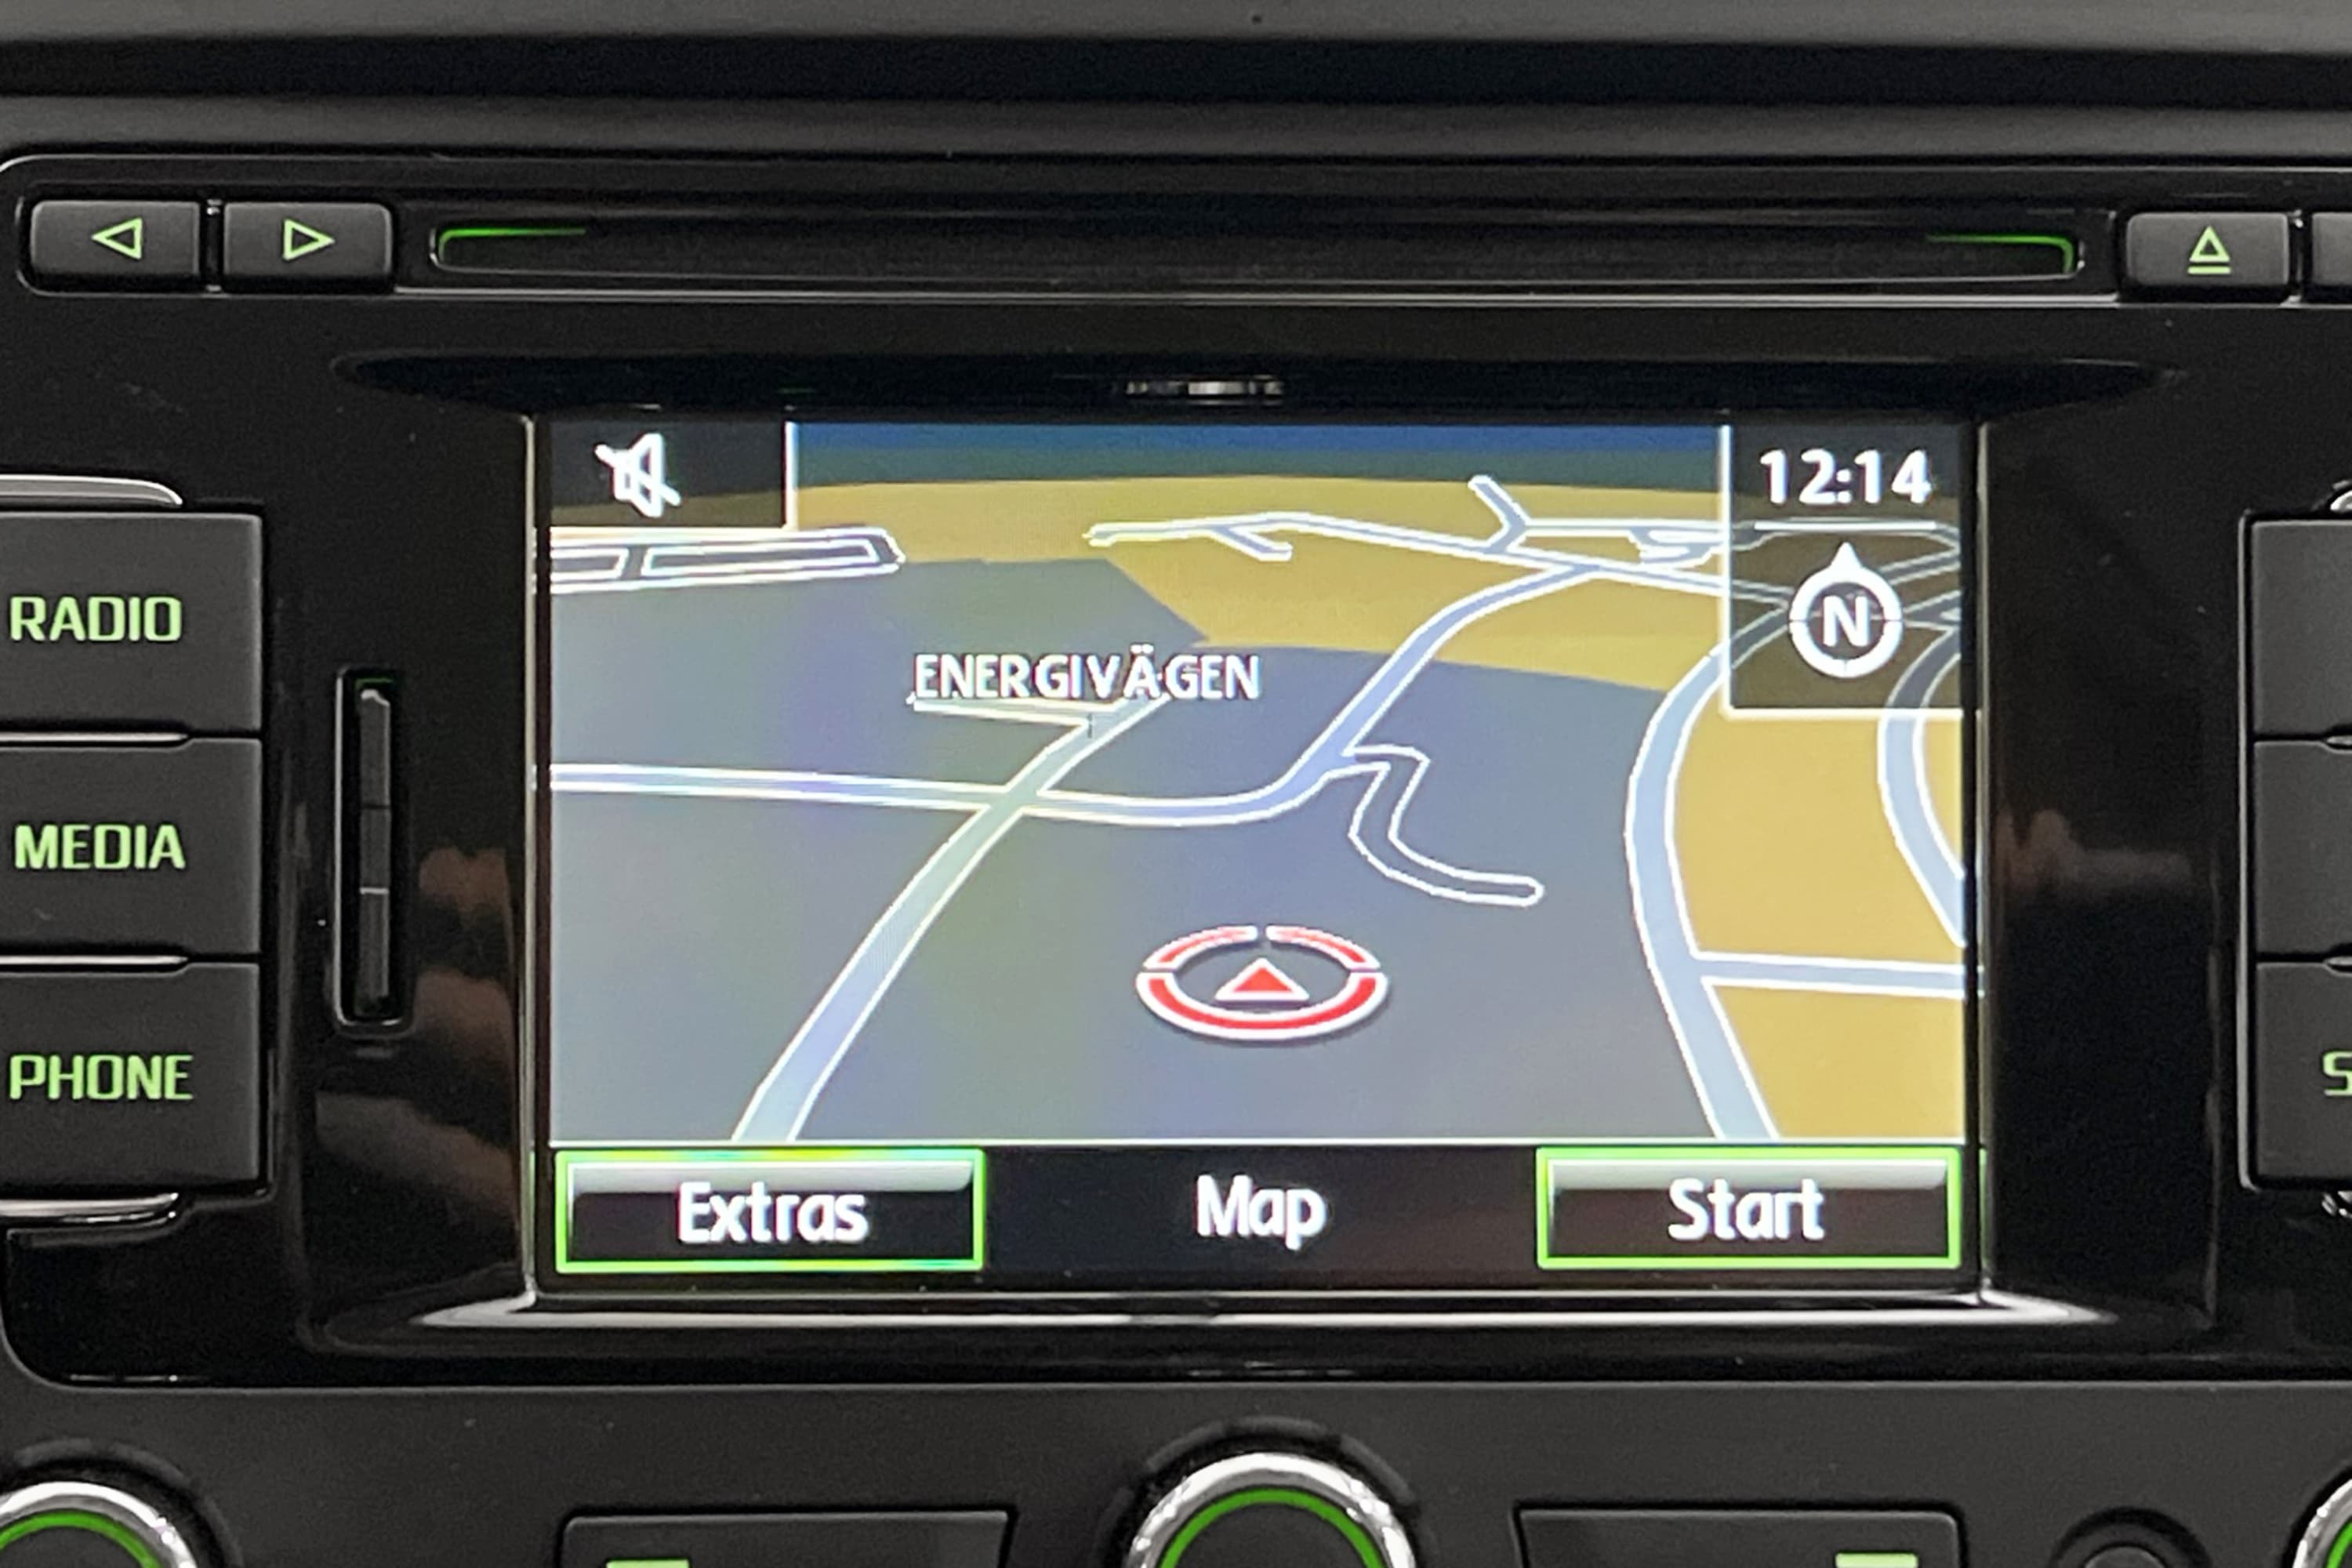 12:14
N
RADIO
ENERGIVÄGEN
MEDIA
PHONE
Extras
Map
Start